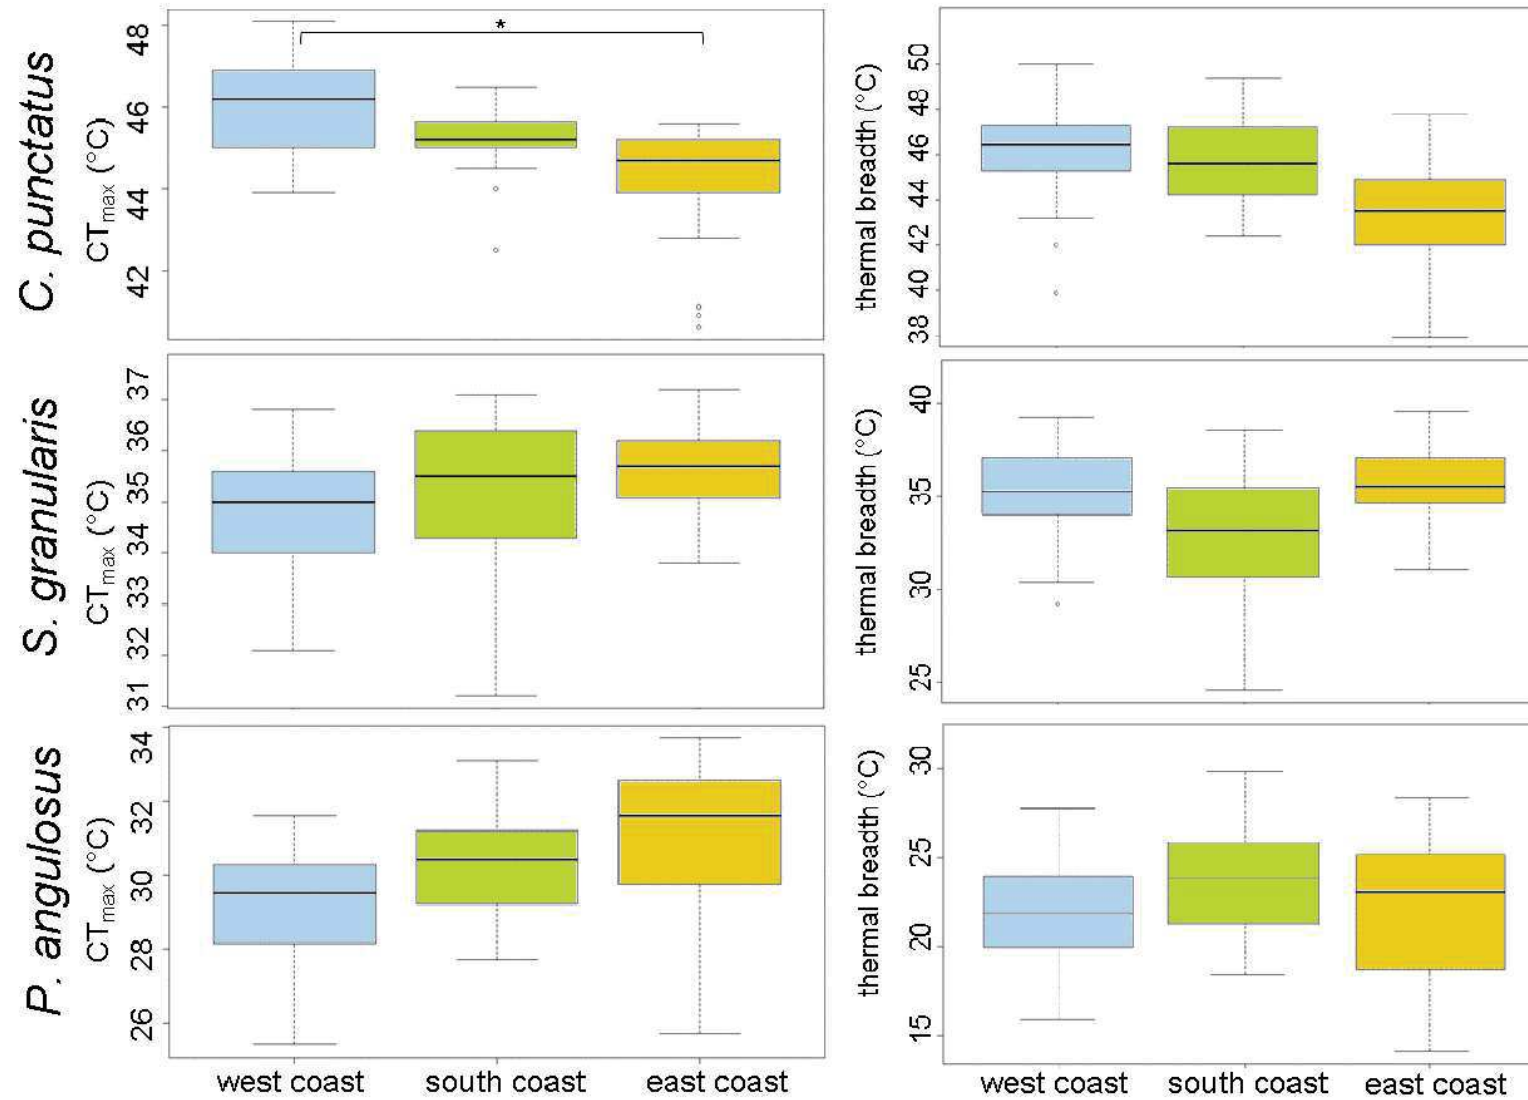 C. punctatus
CTmax (°C)
48
46
44
42
*
thermal breadth (°C)
50
48
46
44
42
40
38
S. granularis
CTmax (°C)
37
36
35
34
33
32
31
thermal breadth (°C)
40
35
30
25
P. angulosus
CTmax (°C)
34
32
30
28
26
thermal breadth (°C)
30
25
20
15
west coast south coast east coast
west coast south coast east coast